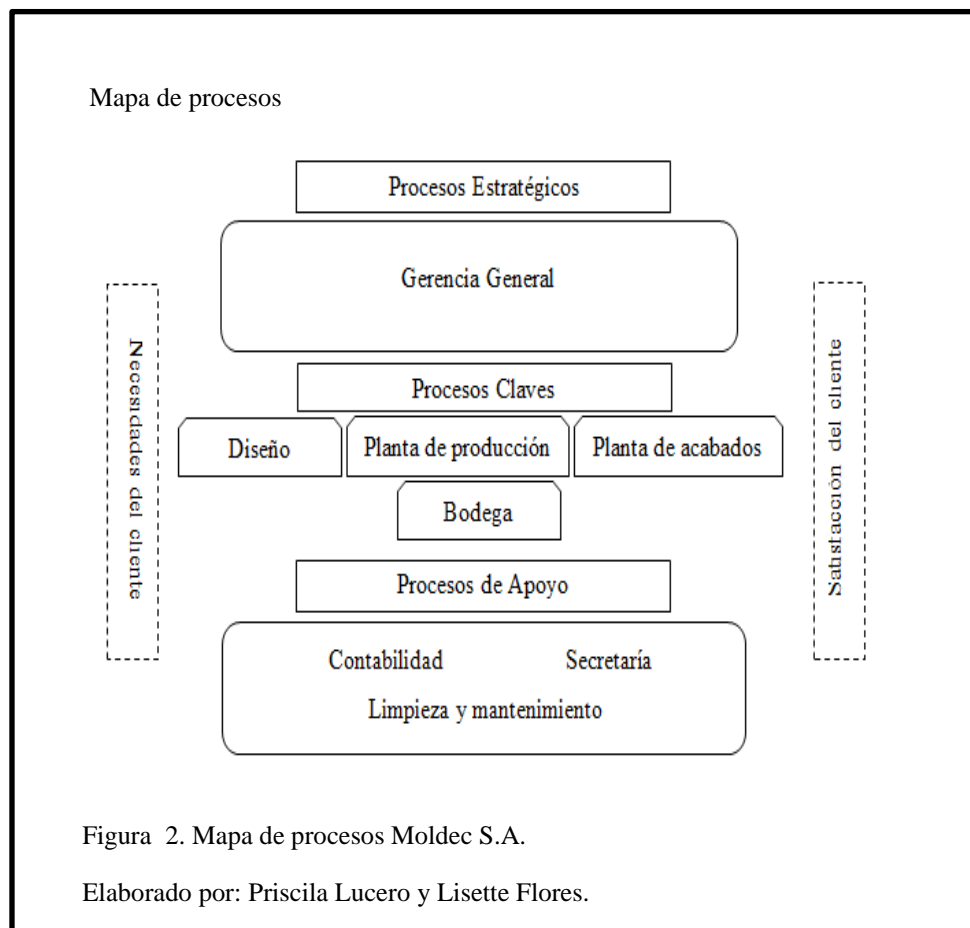 Mapa de procesos
Procesos Estratégicos
Gerencia General
Necesidades del cliente
Procesos Claves
Diseño
Planta de producción
Planta de acabados
Bodega
Sabstacción del cliente
Procesos de Apoyo
Contabilidad
Secretaría
Limpieza y mantenimiento
Figura 2. Mapa de procesos Moldec S.A.
Elaborado por: Priscila Lucero y Lisette Flores.